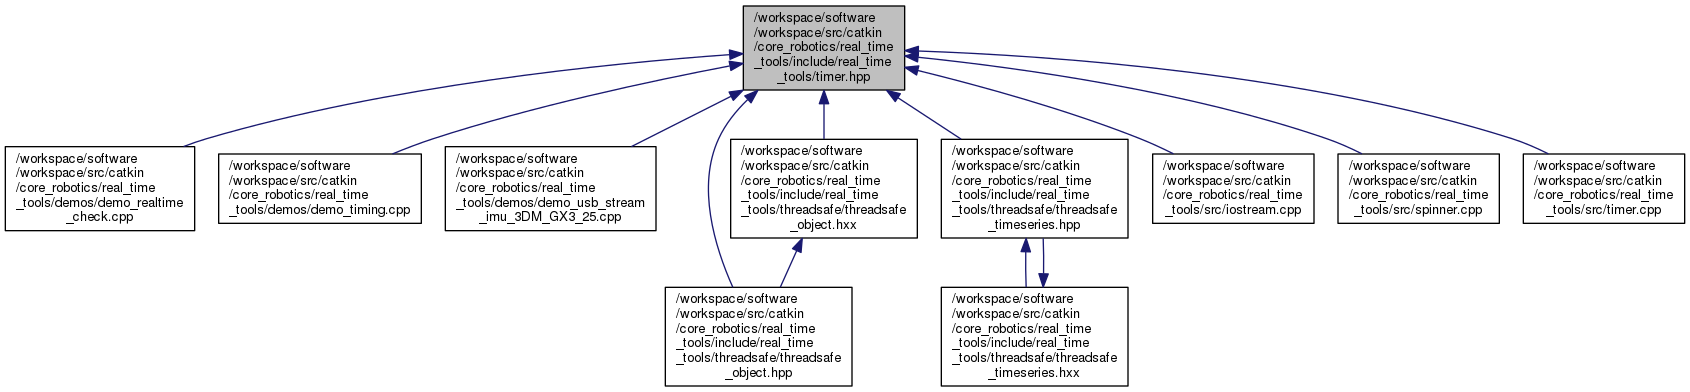 /workspace/software
/workspace/src/catkin
/core_robotics/real_time
_tools/include/real_time
_tools/timer.hpp
/workspace/software
/workspace/src/catkin
/core_robotics/real_time
_tools/demos/demo_realtime
_check.cpp
/workspace/software
/workspace/src/catkin
/core_robotics/real_time
_tools/demos/demo_timing.cpp
/workspace/software
/workspace/src/catkin
/core_robotics/real_time
_tools/demos/demo_usb_stream
_imu_3DM_GX3_25.cpp
/workspace/software
/workspace/src/catkin
/core_robotics/real_time
_tools/include/real_time
_tools/threadsafe/threadsafe
_object.hxx
/workspace/software
/workspace/src/catkin
/core_robotics/real_time
_tools/include/real_time
_tools/threadsafe/threadsafe
_timeseries.hpp
/workspace/software
/workspace/src/catkin
/core_robotics/real_time
_tools/src/iostream.cpp
/workspace/software
/workspace/src/catkin
/core_robotics/real_time
_tools/src/spinner.cpp
/workspace/software
/workspace/src/catkin
/core_robotics/real_time
_tools/src/timer.cpp
/workspace/software
/workspace/src/catkin
/core_robotics/real_time
_tools/include/real_time
_tools/threadsafe/threadsafe
_object.hpp
/workspace/software
/workspace/src/catkin
/core_robotics/real_time
_tools/include/real_time
_tools/threadsafe/threadsafe
_timeseries.hxx